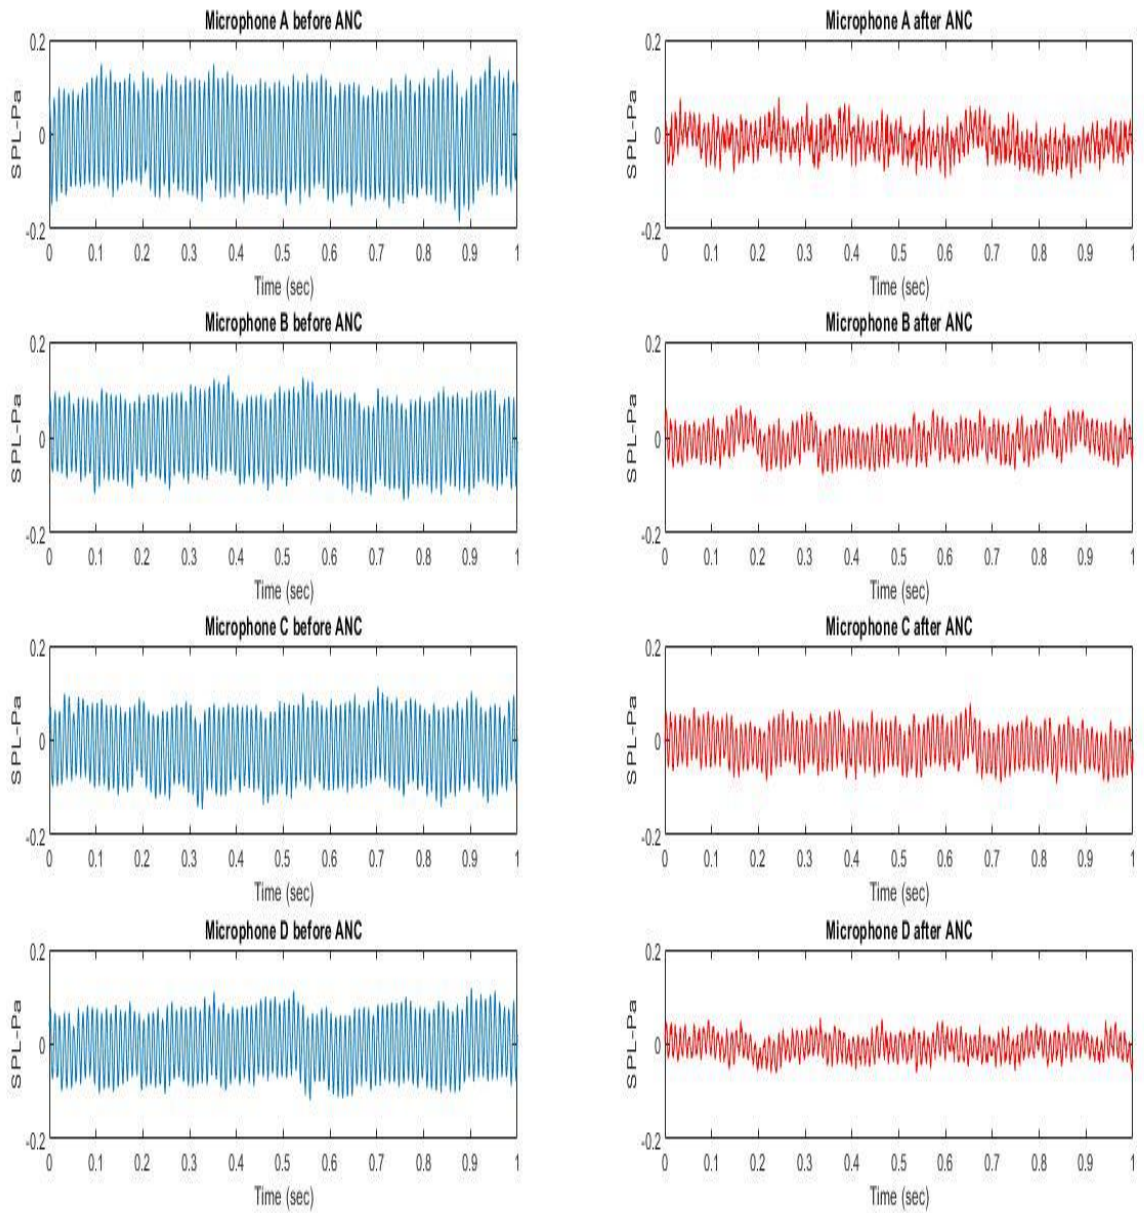 Microphone A before ANC
Microphone A after ANC
0.2
0
-0.2
SPL-Pa
0 0.1 0.2 0.3 0.4 0.5 0.6 0.7 0.8 0.9 1
Time (sec)
0.2
0
-0.2
SPL-Pa
0 0.1 0.2 0.3 0.4 0.5 0.6 0.7 0.8 0.9 1
Time (sec)
Microphone B before ANC
Microphone B after ANC
0.2
0
-0.2
SPL-Pa
0 0.1 0.2 0.3 0.4 0.5 0.6 0.7 0.8 0.9 1
Time (sec)
0.2
0
-0.2
SPL-Pa
0 0.1 0.2 0.3 0.4 0.5 0.6 0.7 0.8 0.9 1
Time (sec)
Microphone C before ANC
Microphone C after ANC
0.2
0
-0.2
SPL-Pa
0 0.1 0.2 0.3 0.4 0.5 0.6 0.7 0.8 0.9 1
Time (sec)
0.2
0
-0.2
SPL-Pa
0 0.1 0.2 0.3 0.4 0.5 0.6 0.7 0.8 0.9 1
Time (sec)
Microphone D before ANC
Microphone D after ANC
0.2
0
-0.2
SPL-Pa
0 0.1 0.2 0.3 0.4 0.5 0.6 0.7 0.8 0.9 1
Time (sec)
0.2
0
-0.2
SPL-Pa
0 0.1 0.2 0.3 0.4 0.5 0.6 0.7 0.8 0.9 1
Time (sec)